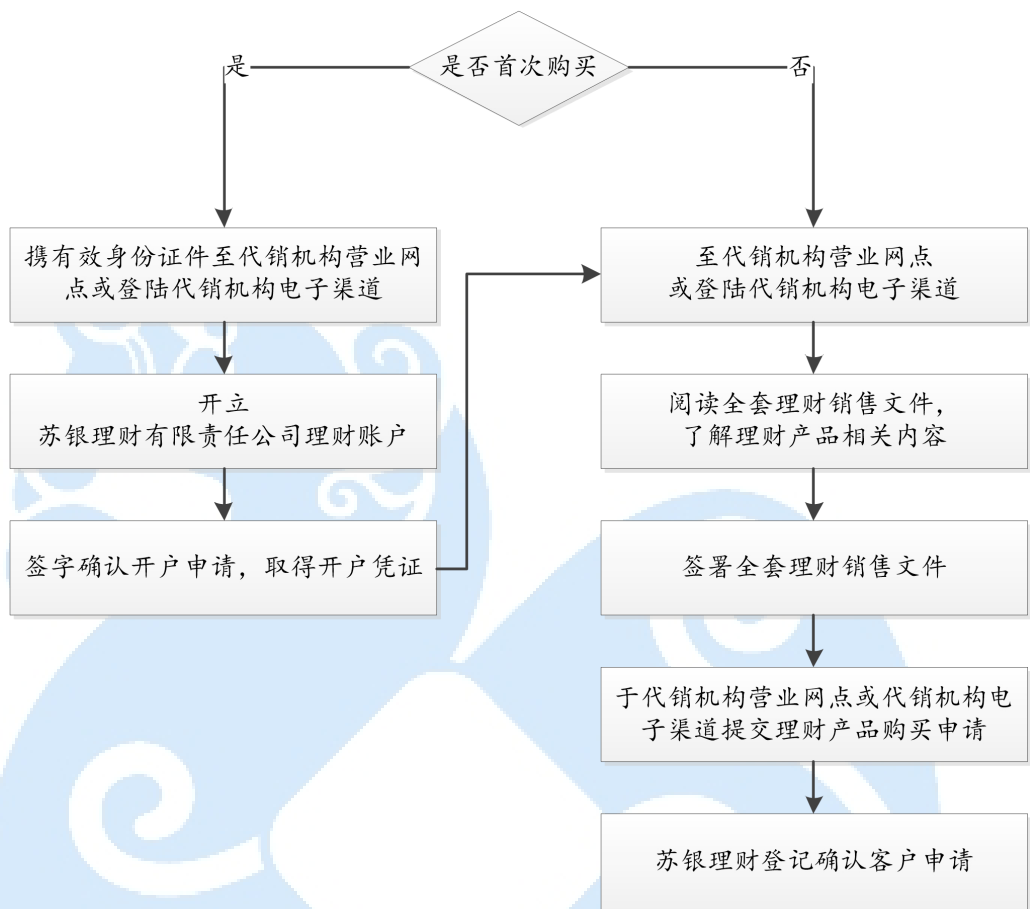 是否首次购买
是
否
携有效身份证件至代销机构营业网
点或登陆代销机构电子渠道
开立
苏银理财有限责任公司理财账户
签字确认开户申请，取得开户凭证
至代销机构营业网点
或登陆代销机构电子渠道
阅读全套理财销售文件，
了解理财产品相关内容
签署全套理财销售文件
于代销机构营业网点或代销机构电
子渠道提交理财产品购买申请
苏银理财登记确认客户申请